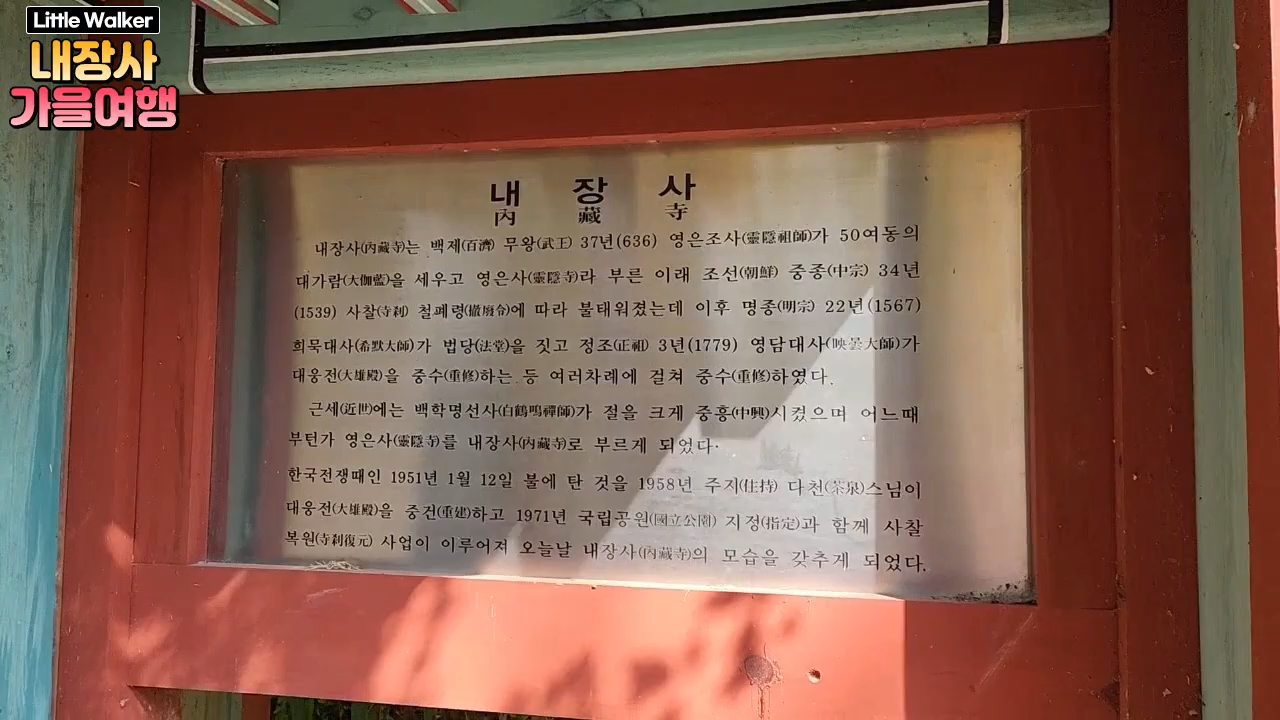 Little Walker
내장사
가을여행
내 장 사
內 藏 寺
내장사(內藏寺)는 백제(百濟) 무왕(武王) 37년(636) 영은조사(靈隱祖師)가 50여동의
대가람(大伽藍)을 세우고 영은사(靈隱寺)라 부른 이래 조선(朝鮮) 중종(中宗) 34년
(1539) 사찰(寺刹) 철폐령(撤廢令)에 따라 불태워졌는데 이후 명종(明宗) 22년(1567)
희묵대사(希默大師)가 법당(法堂)을 짓고 정조(正祖) 3년(1779) 영담대사(映曇大師)가
대웅전(大雄殿)을 중수(重修)하는 등 여러차례에 걸쳐 중수(重修)하였다.
근세(近世)에는 백학명선사(白鶴鳴禪師)가 절을 크게 중흥(中興)시켰으며 어느때
부턴가 영은사(靈隱寺)를 내장사(內藏寺)로 부르게 되었다.
한국전쟁때인 1951년 1월 12일 불에 탄 것을 1958년 주지(住持) 다천(茶泉)스님이
대웅전(大雄殿)을 중건(重建)하고 1971년 국립공원(國立公園) 지정(指定)과 함께 사찰
복원(寺刹復元) 사업이 이루어져 오늘날 내장사(內藏寺)의 모습을 갖추게 되었다.